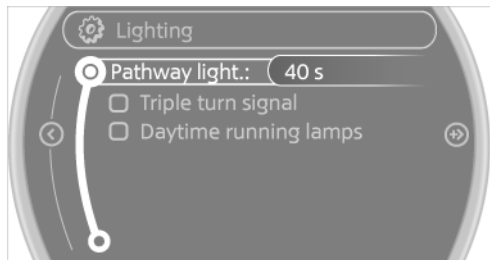 Lighting
Pathway light.: 40 s
Triple turn signal
Daytime running lamps